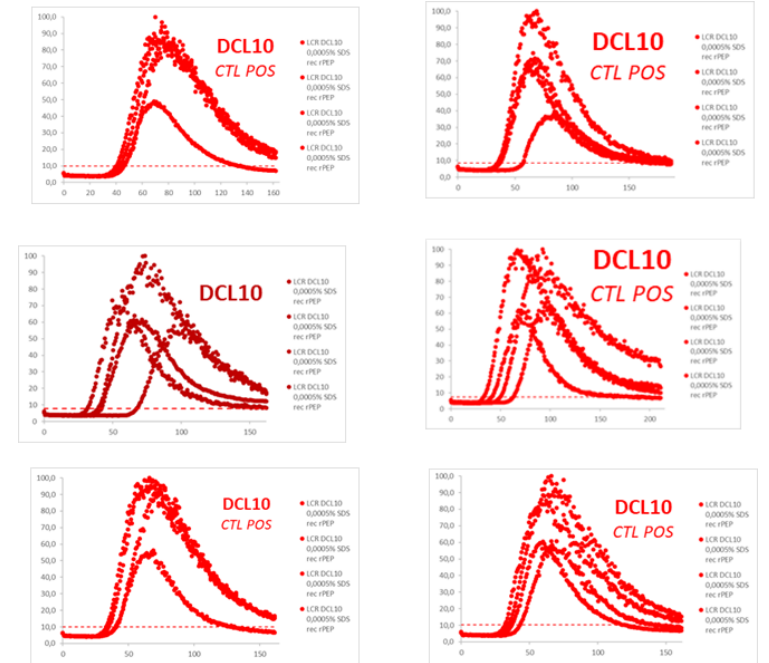 100,0
90,0
80,0
70,0
60,0
50,0
40,0
30,0
20,0
10,0
0,0
0 20 40 60 80 100 120 140 160
DCL10
CTL POS
LCR DCL10
0,0005% SDS
rec rPEP
LCR DCL10
0,0005% SDS
rec rPEP
LCR DCL10
0,0005% SDS
rec rPEP
LCR DCL10
0,0005% SDS
rec rPEP
100,0
90,0
80,0
70,0
60,0
50,0
40,0
30,0
20,0
10,0
0,0
0 50 100 150
DCL10
CTL POS
LCR DCL10
0,0005% SDS
rec rPEP
LCR DCL10
0,0005% SDS
rec rPEP
LCR DCL10
0,0005% SDS
rec rPEP
LCR DCL10
0,0005% SDS
rec rPEP
100
90
80
70
60
50
40
30
20
10
0
0 50 100 150
DCL10
LCR DCL10
0,0005% SDS
rec rPEP
LCR DCL10
0,0005% SDS
rec rPEP
LCR DCL10
0,0005% SDS
rec rPEP
LCR DCL10
0,0005% SDS
rec rPEP
100
90
80
70
60
50
40
30
20
10
0
0 50 100 150 200
DCL10
CTL POS
LCR DCL10
0,0005% SDS
rec rPEP
LCR DCL10
0,0005% SDS
rec rPEP
LCR DCL10
0,0005% SDS
rec rPEP
LCR DCL10
0,0005% SDS
rec rPEP
100,0
90,0
80,0
70,0
60,0
50,0
40,0
30,0
20,0
10,0
0,0
0 50 100 150
DCL10
CTL POS
LCR DCL10
0,0005% SDS
rec rPEP
LCR DCL10
0,0005% SDS
rec rPEP
LCR DCL10
0,0005% SDS
rec rPEP
LCR DCL10
0,0005% SDS
rec rPEP
100,0
90,0
80,0
70,0
60,0
50,0
40,0
30,0
20,0
10,0
0,0
0 50 100 150
DCL10
CTL POS
LCR DCL10
0,0005% SDS
rec rPEP
LCR DCL10
0,0005% SDS
rec rPEP
LCR DCL10
0,0005% SDS
rec rPEP
LCR DCL10
0,0005% SDS
rec rPEP